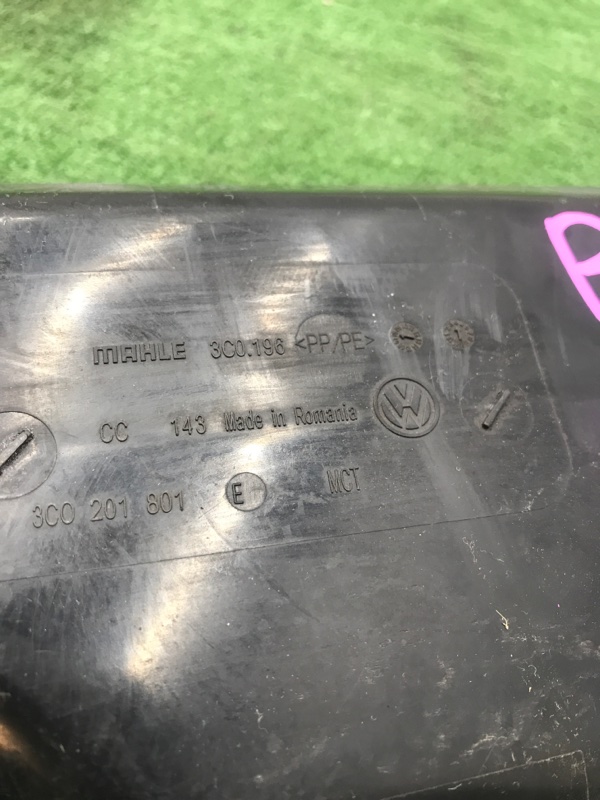 MAHLE 3C0.196 <PP/PE>
CC 143 Made in Romania
3C0 201 801 E MCT